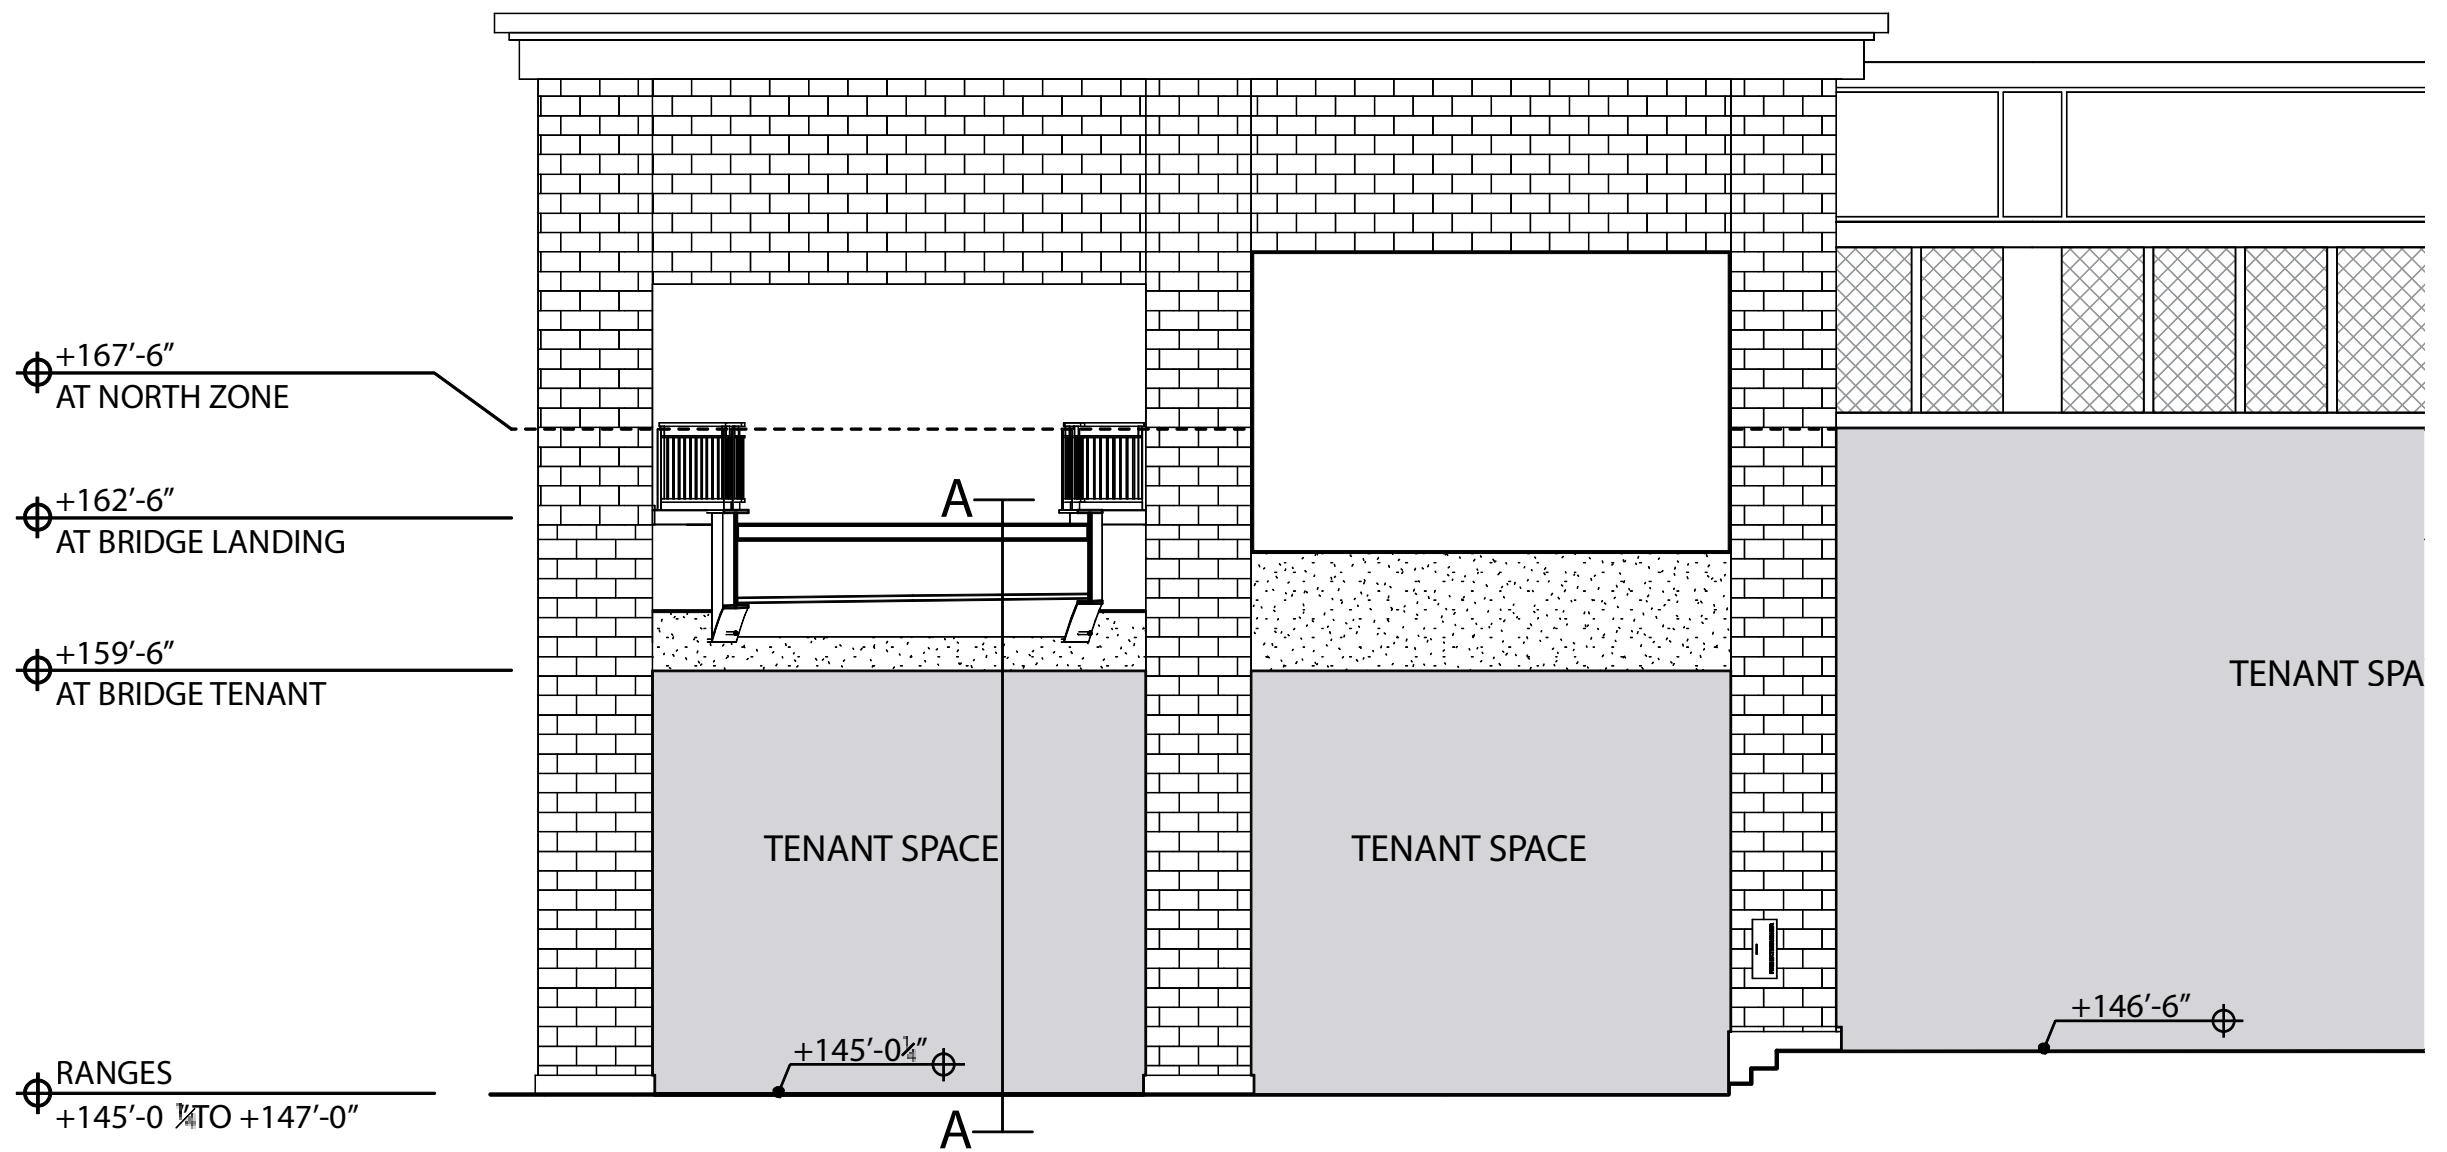 +167’-6”
AT NORTH ZONE
A
+162’-6”
AT BRIDGE LANDING
+159’-6”
AT BRIDGE TENANT
TENANT SPA
TENANT SPACE
TENANT SPACE
+146’-6”
+145’-0¼”
RANGES
+145’-0 ¼” TO +147’-0”
A